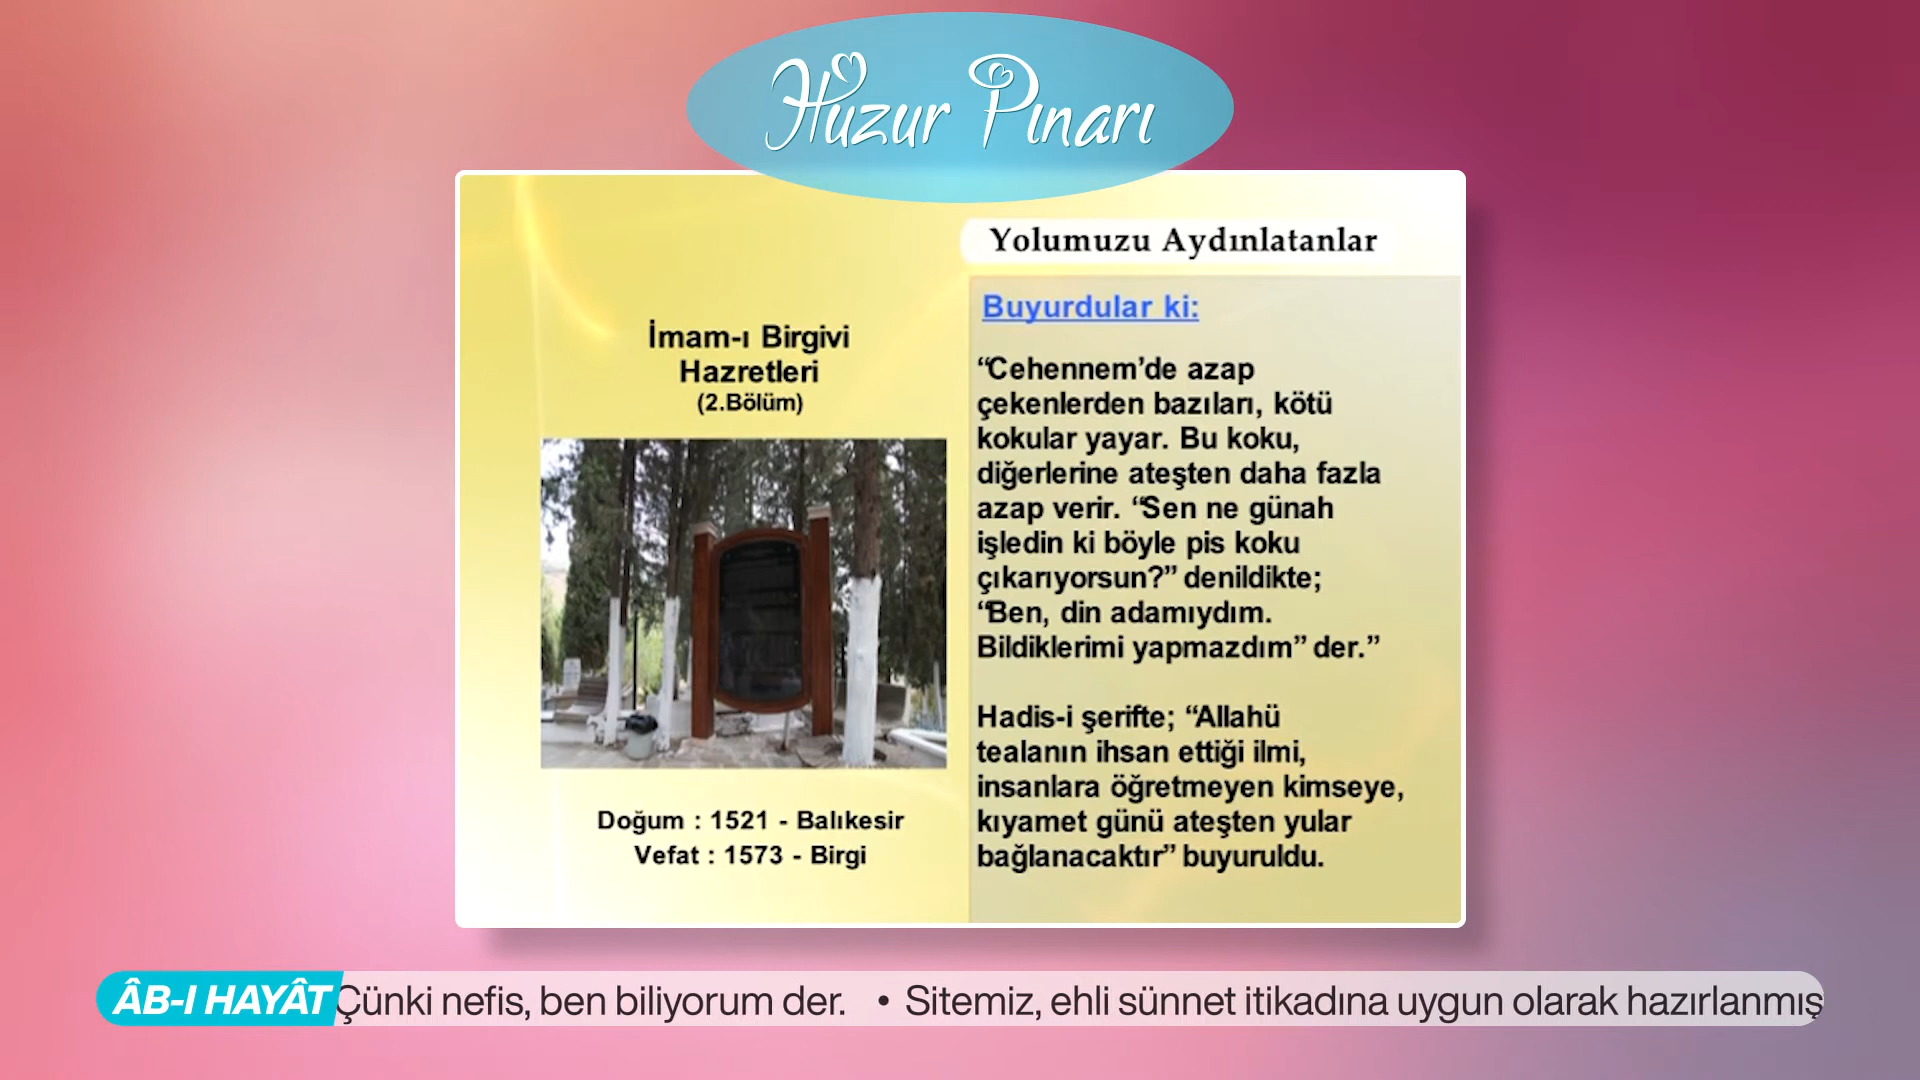 Huzur Pınarı
Yolumuzu Aydınlatanlar
İmam-ı Birgivi
Hazretleri
(2.Bölüm)
Doğum : 1521 - Balıkesir
Vefat : 1573 - Birgi
Buyurdular ki:
“Cehennem’de azap
çekenlerden bazıları, kötü
kokular yayar. Bu koku,
diğerlerine ateşten daha fazla
azap verir. “Sen ne günah
işledin ki böyle pis koku
çıkarıyorsun?” denildikte;
“Ben, din adamıydım.
Bildiklerimi yapmazdım” der.”
Hadis-i şerifte; “Allahü
tealanın ihsan ettiği ilmi,
insanlara öğretmeyen kimseye,
kıyamet günü ateşten yular
bağlanacaktır” buyuruldu.
ÂB-I HAYÂT Çünki nefis, ben biliyorum der. • Sitemiz, ehli sünnet itikadına uygun olarak hazırlanmış